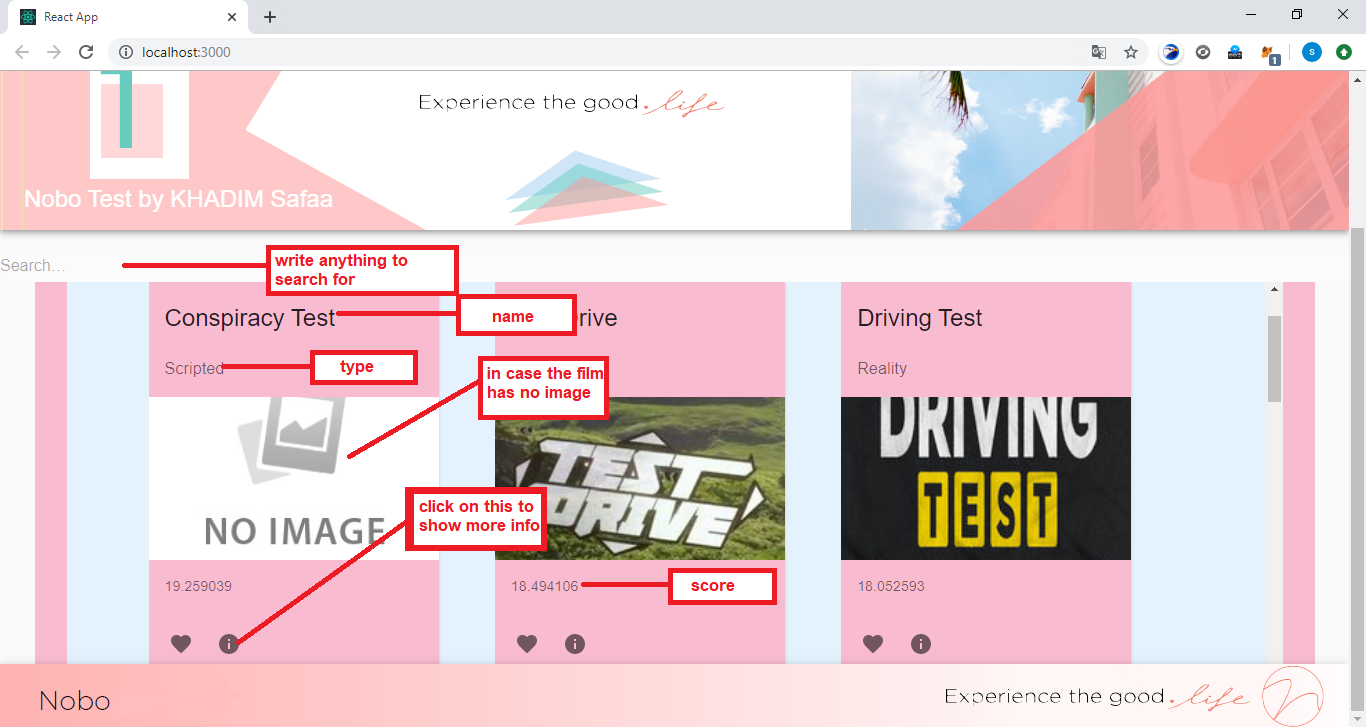 React App
localhost:3000
S
1
Experience the good.life
Nobo Test by KHADIM Safaa
Search...
write anything to
search for
Conspiracy Test
name
rive
Driving Test
Scripted
type
Reality
in case the film
has no image
NO IMAGE
TEST
DRIVE
DRIVING
TEST
click on this to
show more info
19.259039
18.494106
score
18.052593
Nobo
Experience the good.life